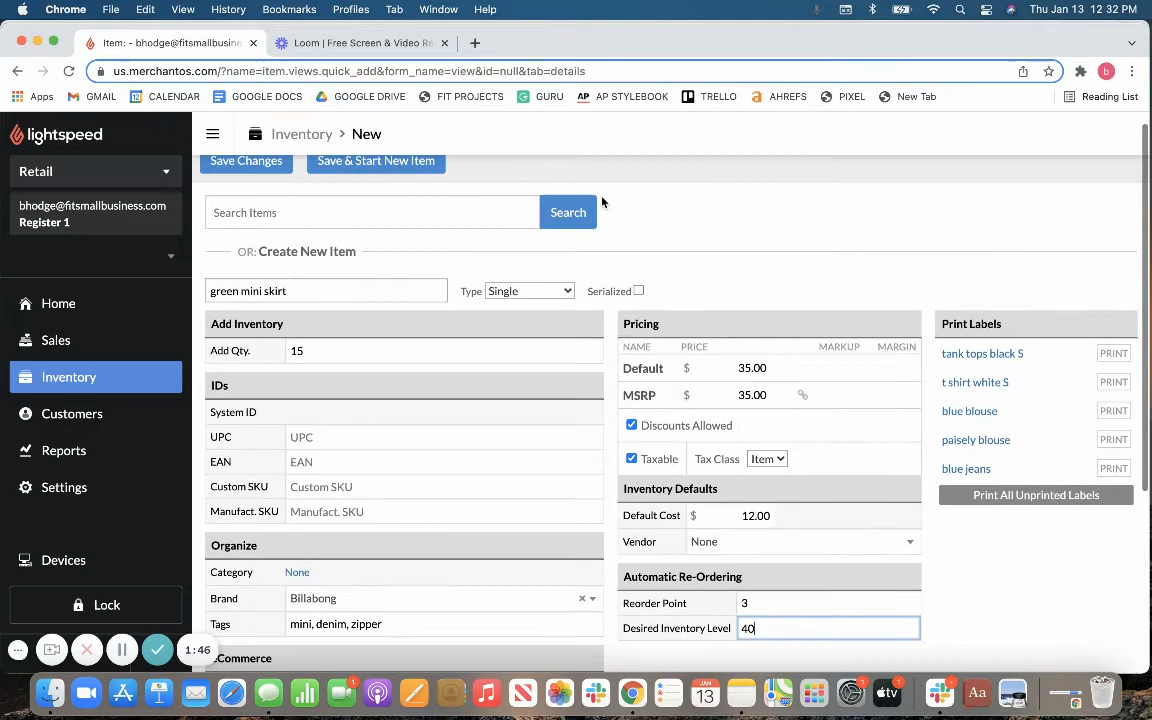 Chrome File Edit View History Bookmarks Profiles Tab Window Help Thu Jan 13 12:32 PM
Item: - bhodge@fitsmallbusine Loom | Free Screen & Video Re
us.merchantos.com/?name=item.views.quick_add&form_name=view&id=null&tab=details
Apps GMAIL CALENDAR GOOGLE DOCS GOOGLE DRIVE FIT PROJECTS GURU AP AP STYLEBOOK TRELLO AHREFS PIXEL New Tab Reading List
lightspeed
Inventory > New
Retail
Save Changes Save & Start New Item
bhodge@fitsmallbusiness.com
Register 1
Search Items Search
OR: Create New Item
green mini skirt Type Single Serialized
Home
Sales
Inventory
Customers
Reports
Settings
Devices
Lock
Add Inventory
Add Qty. 15
IDs
System ID
UPC UPC
EAN EAN
Custom SKU Custom SKU
Manufact. SKU Manufact. SKU
Organize
Category None
Brand Billabong
Tags mini, denim, zipper
eCommerce
Pricing
NAME PRICE MARKUP MARGIN
Default $ 35.00
MSRP $ 35.00
Discounts Allowed
Taxable Tax Class Item
Inventory Defaults
Default Cost $ 12.00
Vendor None
Automatic Re-Ordering
Reorder Point 3
Desired Inventory Level 40
Print Labels
tank tops black S PRINT
t shirt white S PRINT
blue blouse PRINT
paisely blouse PRINT
blue jeans PRINT
Print All Unprinted Labels
1:46
JAN
13
1
Aa
tv
1